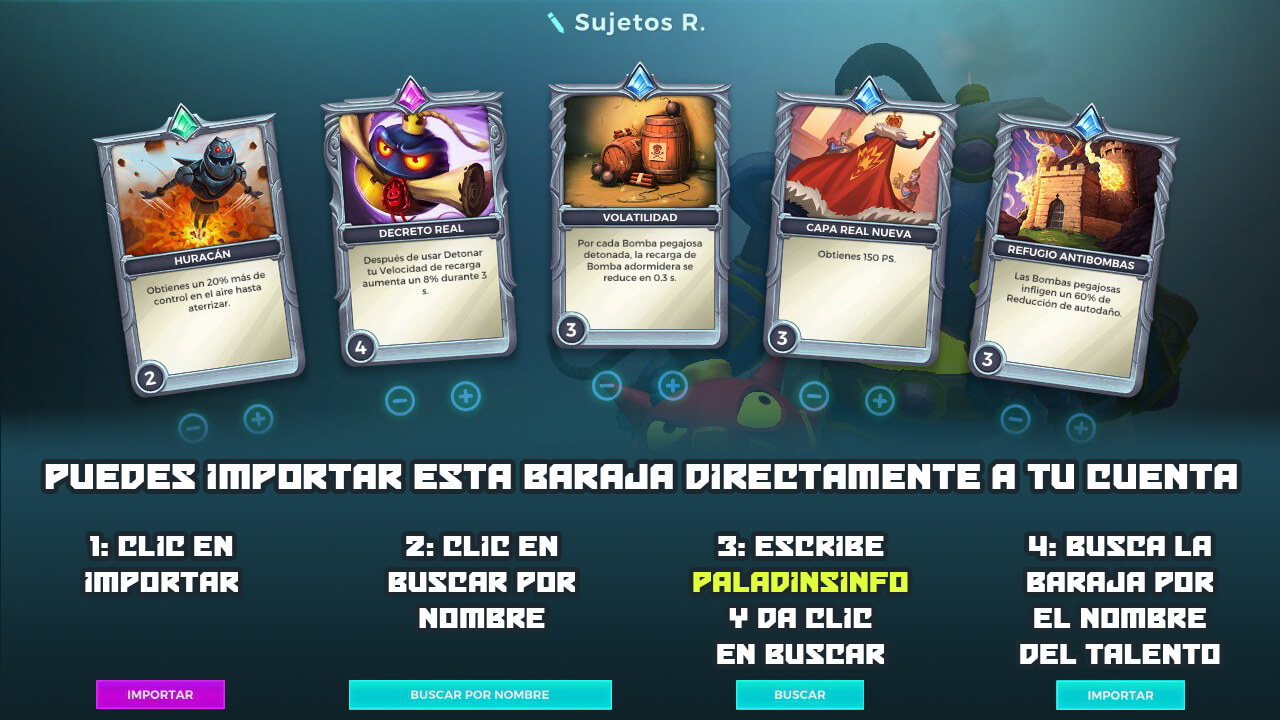 Sujetos R.
HURACÁN
Obtienes un 20% más de
control en el aire hasta
aterrizar.
2
DECRETO REAL
Después de usar Detonar
tu Velocidad de recarga
aumenta un 8% durante 3
s.
4
VOLATILIDAD
Por cada Bomba pegajosa
detonada, la recarga de
Bomba adormidera se
reduce en 0.3 s.
3
CAPA REAL NUEVA
Obtienes 150 PS.
3
REFUGIO ANTIBOMBAS
Las Bombas pegajosas
infligen un 60% de
Reducción de autodaño.
3
PUEDES IMPORTAR ESTA BARAJA DIRECTAMENTE A TU CUENTA
1: CLIC EN
IMPORTAR
IMPORTAR
2: CLIC EN
BUSCAR POR
NOMBRE
BUSCAR POR NOMBRE
3: ESCRIBE
PALADINSINFO
Y DA CLIC
EN BUSCAR
BUSCAR
4: BUSCA LA
BARAJA POR
EL NOMBRE
DEL TALENTO
IMPORTAR